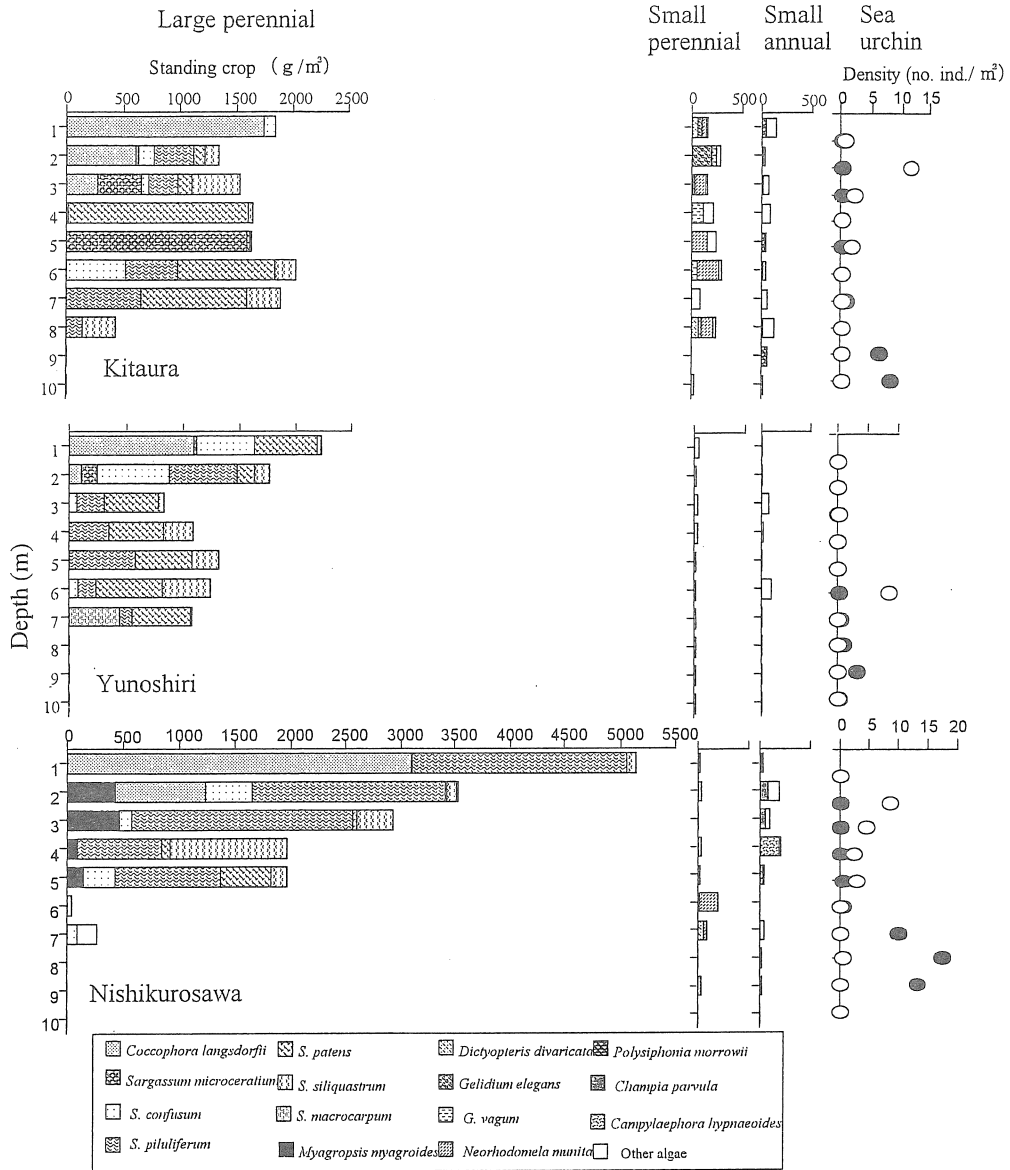 Large perennial
Small perennial
Small annual
Sea urchin
Standing crop (g/㎡)
Density (no. ind./ ㎡)
0 500 1000 1500 2000 2500
0 500
0 500
0 5 10 15
1
2
3
4
5
6
7
8
9
10
Kitaura
Depth (m)
1
2
3
4
5
6
7
8
9
10
Yunoshiri
0 500 1000 1500 2000 2500 3000 3500 4000 4500 5500
0 5 10 15 20
1
2
3
4
5
6
7
8
9
10
Nishikurosawa
Coccophora langsdorfii
Sargassum microceratium
S. confusum
S. piluliferum
S. patens
S. siliquastrum
S. macrocarpum
Myagropsis myagroides
Dictyopteris divaricata
Gelidium elegans
G. vagum
Neorhodomela munita
Polysiphonia morrowii
Champia parvula
Campylaephora hypnaeoides
Other algae